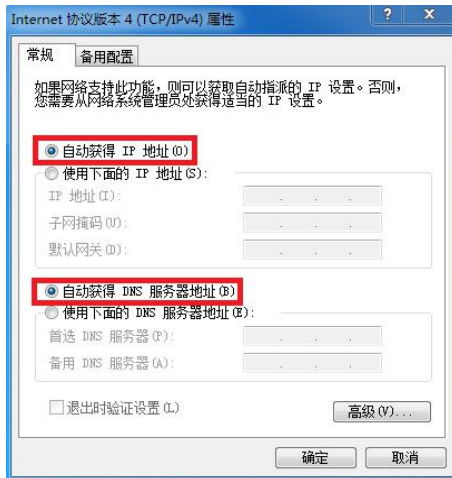 Internet 协议版本 4 (TCP/IPv4) 属性
? X
常规 备用配置
如果网络支持此功能，则可以获取自动指派的 IP 设置。否则，
您需要从网络系统管理员处获得适当的 IP 设置。
自动获得 IP 地址(O)
使用下面的 IP 地址(S):
IP 地址(I):
子网掩码(U):
默认网关(D):
自动获得 DNS 服务器地址(B)
使用下面的 DNS 服务器地址(E):
首选 DNS 服务器(P):
备用 DNS 服务器(A):
退出时验证设置(L)
高级(V)...
确定 取消